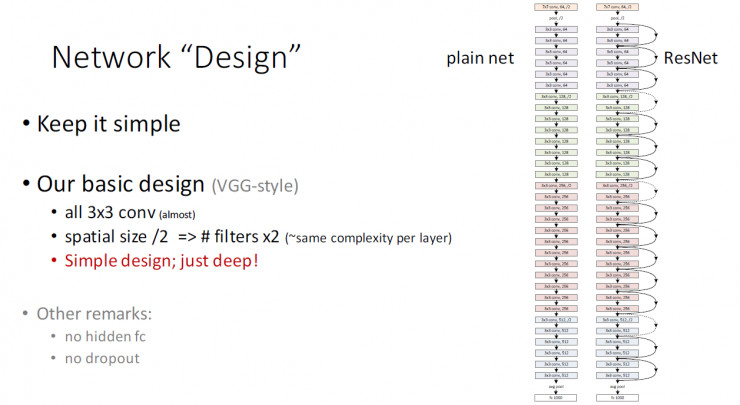 Network “Design”
• Keep it simple
• Our basic design (VGG-style)
• all 3x3 conv (almost)
• spatial size /2 => # filters x2 (~same complexity per layer)
• Simple design; just deep!
• Other remarks:
• no hidden fc
• no dropout
plain net
7x7 conv, 64, /2
pool, /2
3x3 conv, 64
3x3 conv, 64
3x3 conv, 64
3x3 conv, 64
3x3 conv, 64
3x3 conv, 64
3x3 conv, 128, /2
3x3 conv, 128
3x3 conv, 128
3x3 conv, 128
3x3 conv, 128
3x3 conv, 128
3x3 conv, 128
3x3 conv, 128
3x3 conv, 256, /2
3x3 conv, 256
3x3 conv, 256
3x3 conv, 256
3x3 conv, 256
3x3 conv, 256
3x3 conv, 256
3x3 conv, 256
3x3 conv, 256
3x3 conv, 256
3x3 conv, 256
3x3 conv, 256
3x3 conv, 512, /2
3x3 conv, 512
3x3 conv, 512
3x3 conv, 512
3x3 conv, 512
3x3 conv, 512
avg pool
fc 1000
ResNet
7x7 conv, 64, /2
pool, /2
3x3 conv, 64
3x3 conv, 64
3x3 conv, 64
3x3 conv, 64
3x3 conv, 64
3x3 conv, 64
3x3 conv, 128, /2
3x3 conv, 128
3x3 conv, 128
3x3 conv, 128
3x3 conv, 128
3x3 conv, 128
3x3 conv, 128
3x3 conv, 128
3x3 conv, 256, /2
3x3 conv, 256
3x3 conv, 256
3x3 conv, 256
3x3 conv, 256
3x3 conv, 256
3x3 conv, 256
3x3 conv, 256
3x3 conv, 256
3x3 conv, 256
3x3 conv, 256
3x3 conv, 256
3x3 conv, 512, /2
3x3 conv, 512
3x3 conv, 512
3x3 conv, 512
3x3 conv, 512
3x3 conv, 512
avg pool
fc 1000